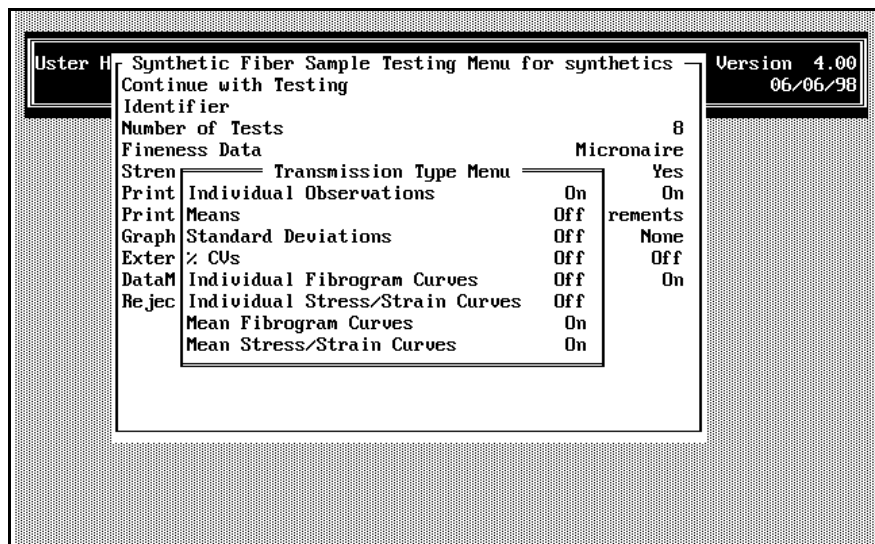 Uster H
Version 4.00
06/06/98
Synthetic Fiber Sample Testing Menu for synthetics
Continue with Testing
Identifier
Number of Tests 8
Fineness Data Micronaire
Stren Yes
Print On
Print rements
Graph None
Exter Off
DataM On
Rejec
Transmission Type Menu
Individual Observations On
Means Off
Standard Deviations Off
% CVs Off
Individual Fibrogram Curves Off
Individual Stress/Strain Curves Off
Mean Fibrogram Curves On
Mean Stress/Strain Curves On